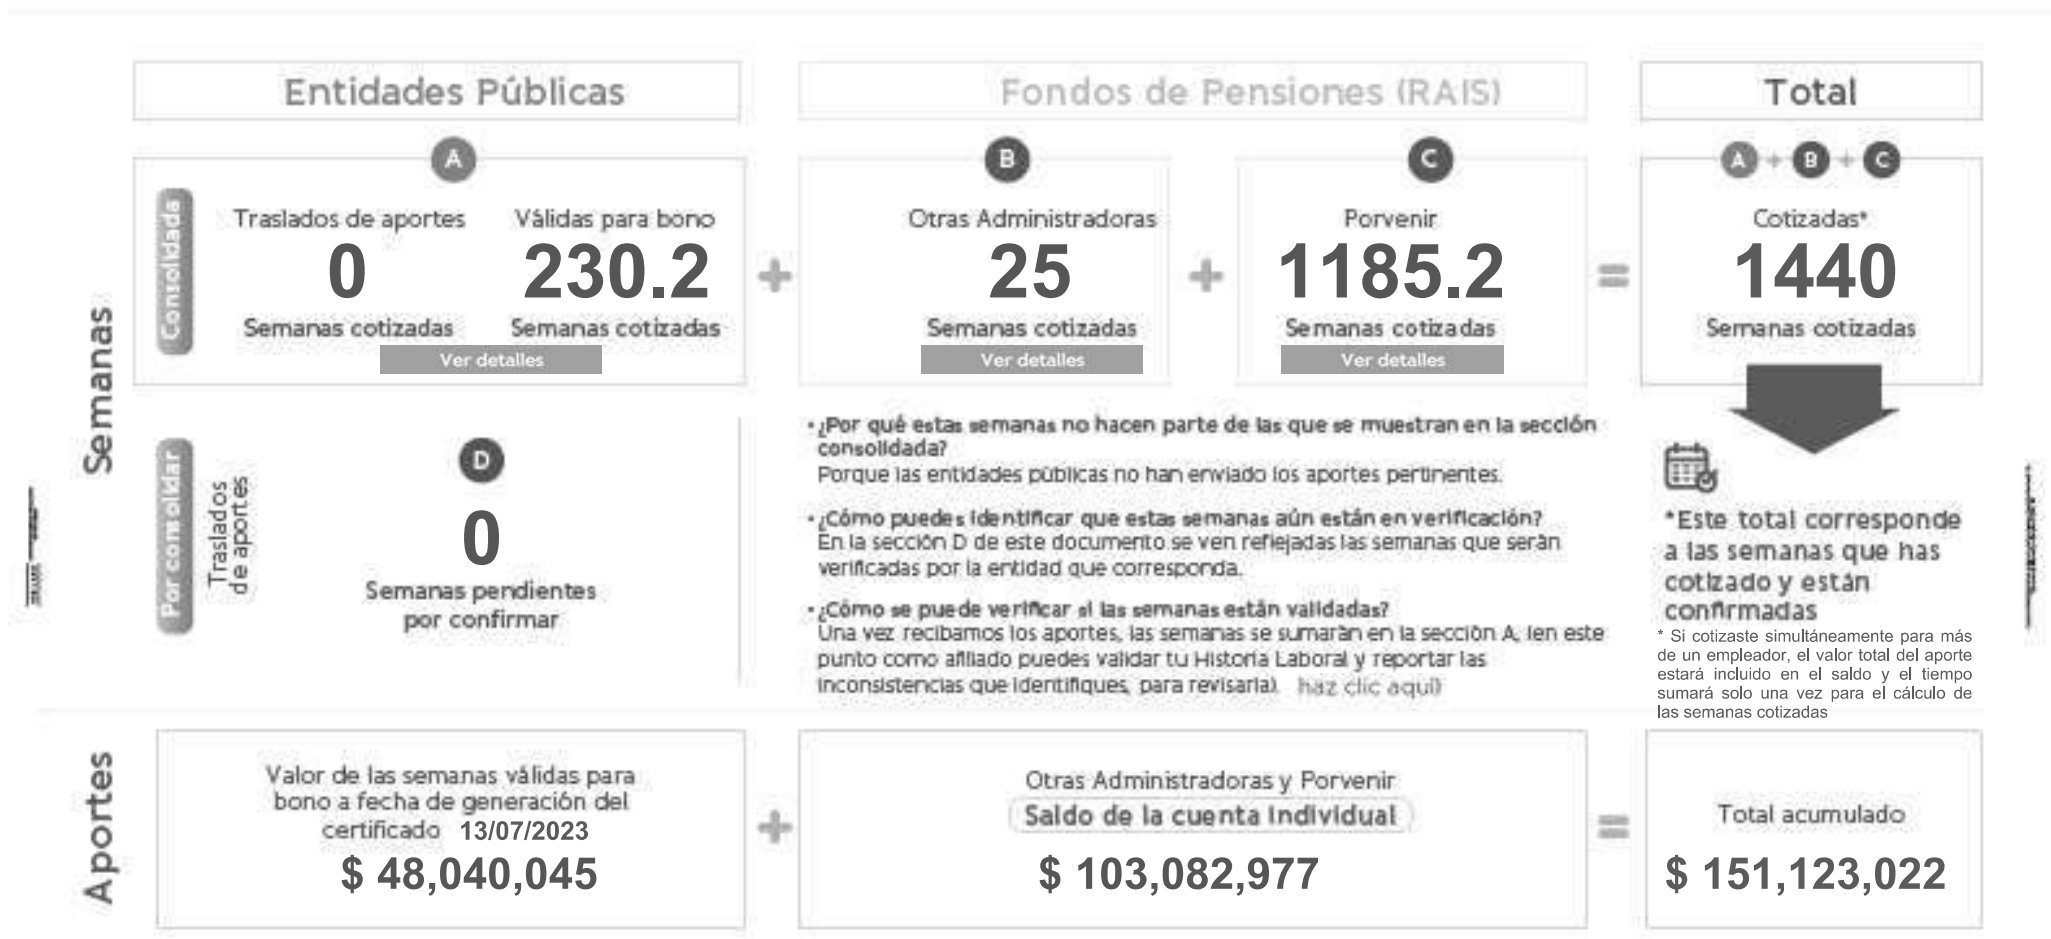 Entidades Públicas
Fondos de Pensiones (RAIS)
Total
Semanas
Consolidada
A
Traslados de aportes
0
Semanas cotizadas
Válidas para bono
230.2
Semanas cotizadas
Ver detalles
+
B
Otras Administradoras
25
Semanas cotizadas
Ver detalles
+
C
Porvenir
1185.2
Semanas cotizadas
Ver detalles
=
A + B + C
Cotizadas*
1440
Semanas cotizadas
Por consolidar
Traslados
de aportes
D
0
Semanas pendientes
por confirmar
• ¿Por qué estas semanas no hacen parte de las que se muestran en la sección
consolidada?
Porque las entidades públicas no han enviado los aportes pertinentes.
• ¿Cómo puedes identificar que estas semanas aún están en verificación?
En la sección D de este documento se ven reflejadas las semanas que serán
verificadas por la entidad que corresponda.
• ¿Cómo se puede verificar si las semanas están validadas?
Una vez recibamos los aportes, las semanas se sumarán en la sección A, (en este
punto como afiliado puedes validar tu Historia Laboral y reportar las
inconsistencias que identifiques, para revisarla). haz clic aquí)
*Este total corresponde
a las semanas que has
cotizado y están
confirmadas
* Si cotizaste simultáneamente para más
de un empleador, el valor total del aporte
estará incluido en el saldo y el tiempo
sumará solo una vez para el cálculo de
las semanas cotizadas
Aportes
Valor de las semanas válidas para
bono a fecha de generación del
certificado 13/07/2023
$ 48,040,045
+
Otras Administradoras y Porvenir
Saldo de la cuenta Individual
$ 103,082,977
=
Total acumulado
$ 151,123,022